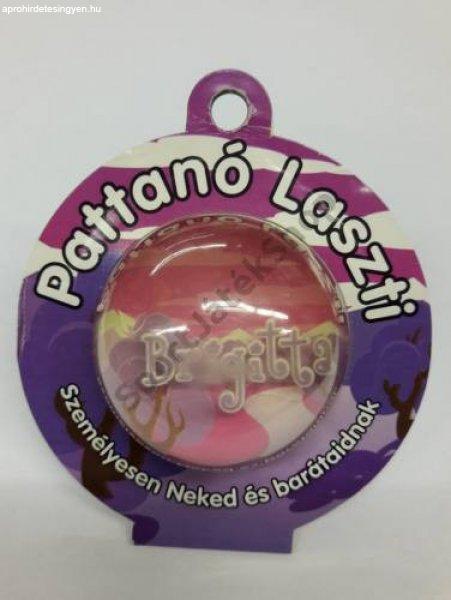 aprohirdetesingyen.hu
Pattanó Laszti
Brigitta
Személyesen Neked és barátaidnak